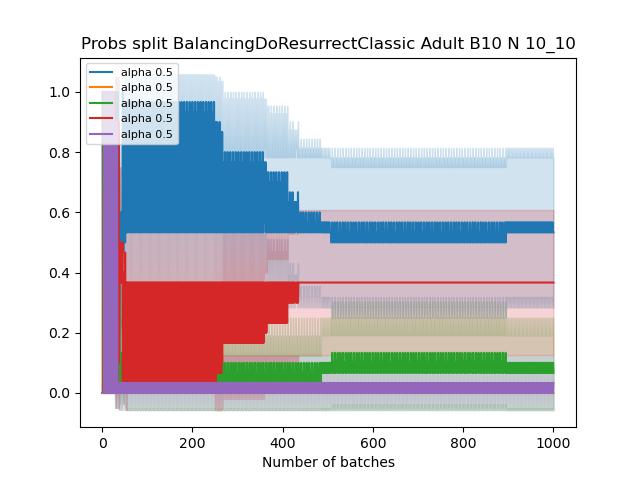 Probs split BalancingDoResurrectClassic Adult B10 N 10_10
alpha 0.5
alpha 0.5
alpha 0.5
alpha 0.5
alpha 0.5
1.0
0.8
0.6
0.4
0.2
0.0
0 200 400 600 800 1000
Number of batches